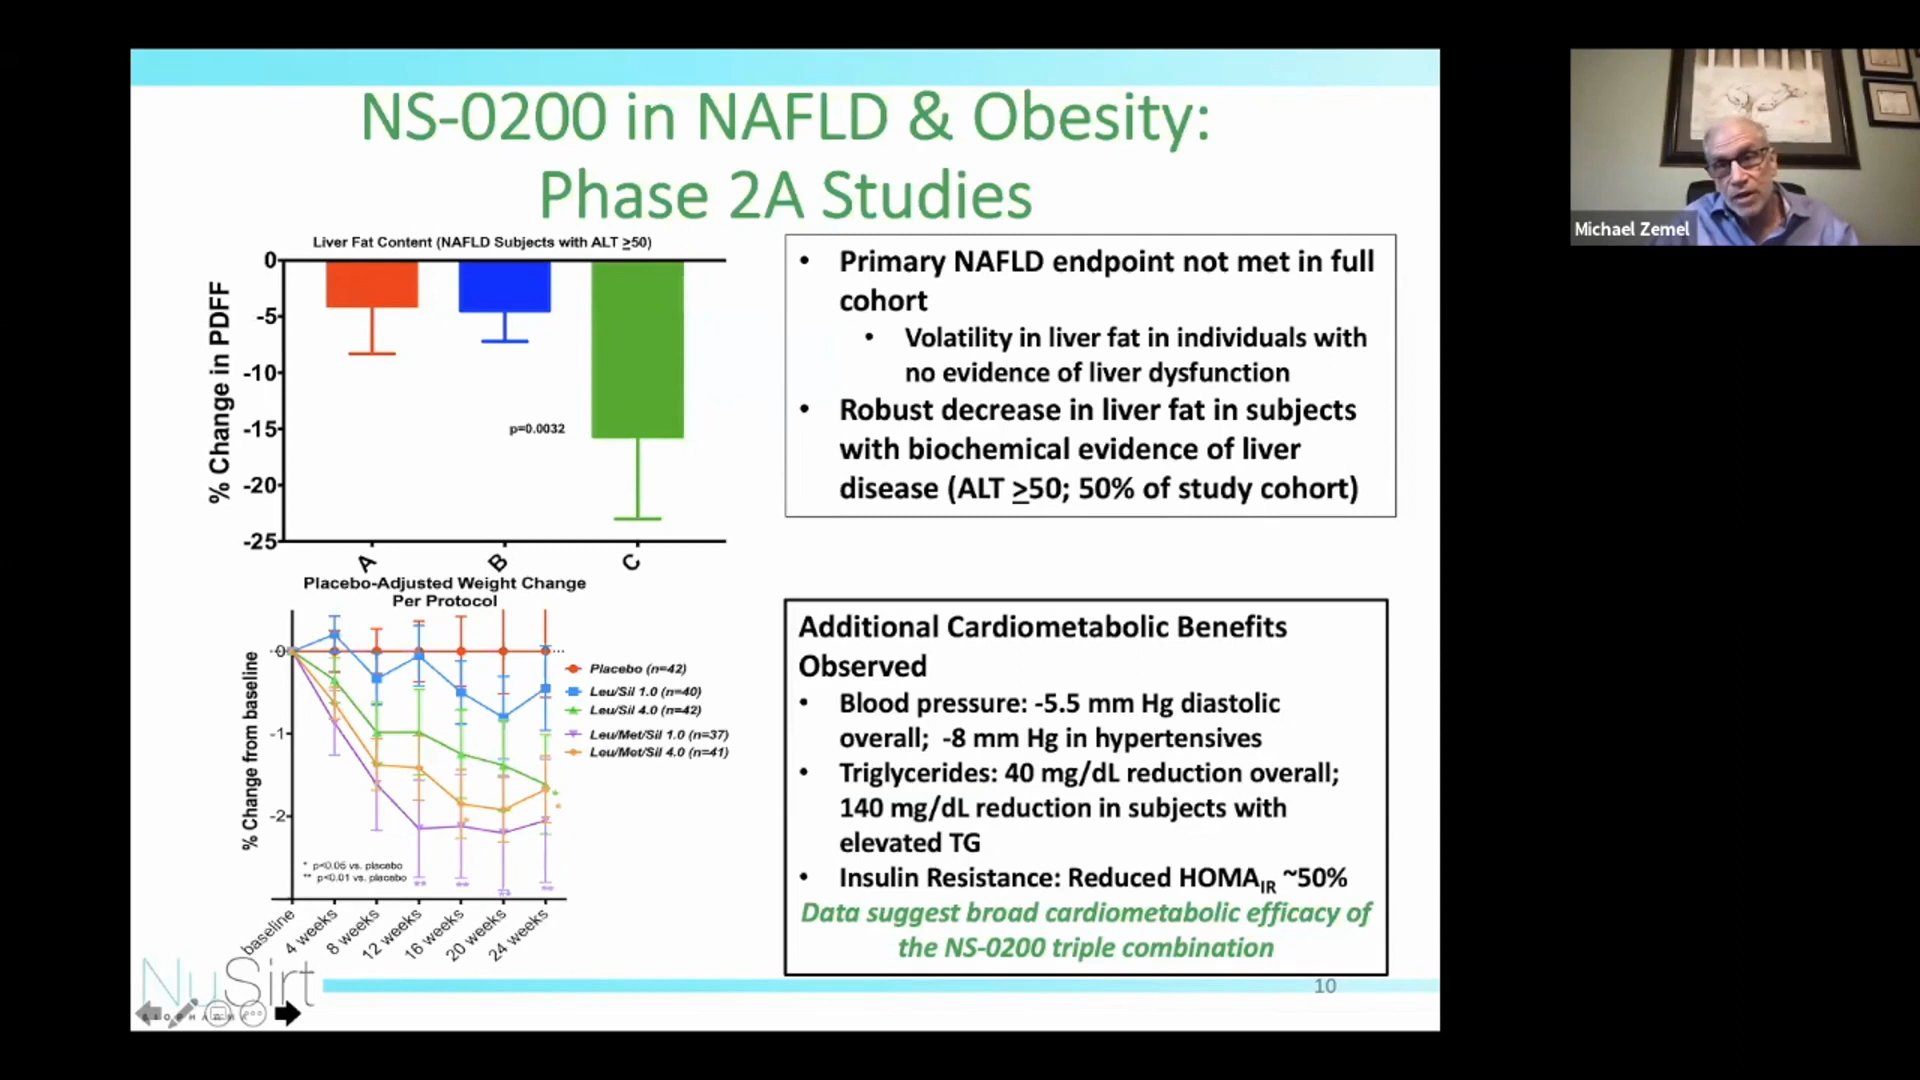 NS-0200 in NAFLD & Obesity:
Phase 2A Studies
Liver Fat Content (NAFLD Subjects with ALT ≥50)
% Change in PDFF
0
-5
-10
-15
-20
-25
p=0.0032
A
B
C
Placebo-Adjusted Weight Change
Per Protocol
% Change from baseline
0
-1
-2
Placebo (n=42)
Leu/Sil 1.0 (n=40)
Leu/Sil 4.0 (n=42)
Leu/Met/Sil 1.0 (n=37)
Leu/Met/Sil 4.0 (n=41)
* p<0.05 vs. placebo
** p<0.01 vs. placebo
baseline
4 weeks
8 weeks
12 weeks
16 weeks
20 weeks
24 weeks
• Primary NAFLD endpoint not met in full
cohort
• Volatility in liver fat in individuals with
no evidence of liver dysfunction
• Robust decrease in liver fat in subjects
with biochemical evidence of liver
disease (ALT ≥50; 50% of study cohort)
Additional Cardiometabolic Benefits
Observed
• Blood pressure: -5.5 mm Hg diastolic
overall; -8 mm Hg in hypertensives
• Triglycerides: 40 mg/dL reduction overall;
140 mg/dL reduction in subjects with
elevated TG
• Insulin Resistance: Reduced HOMAIR ~50%
Data suggest broad cardiometabolic efficacy of
the NS-0200 triple combination
NuSirt
10
Michael Zemel